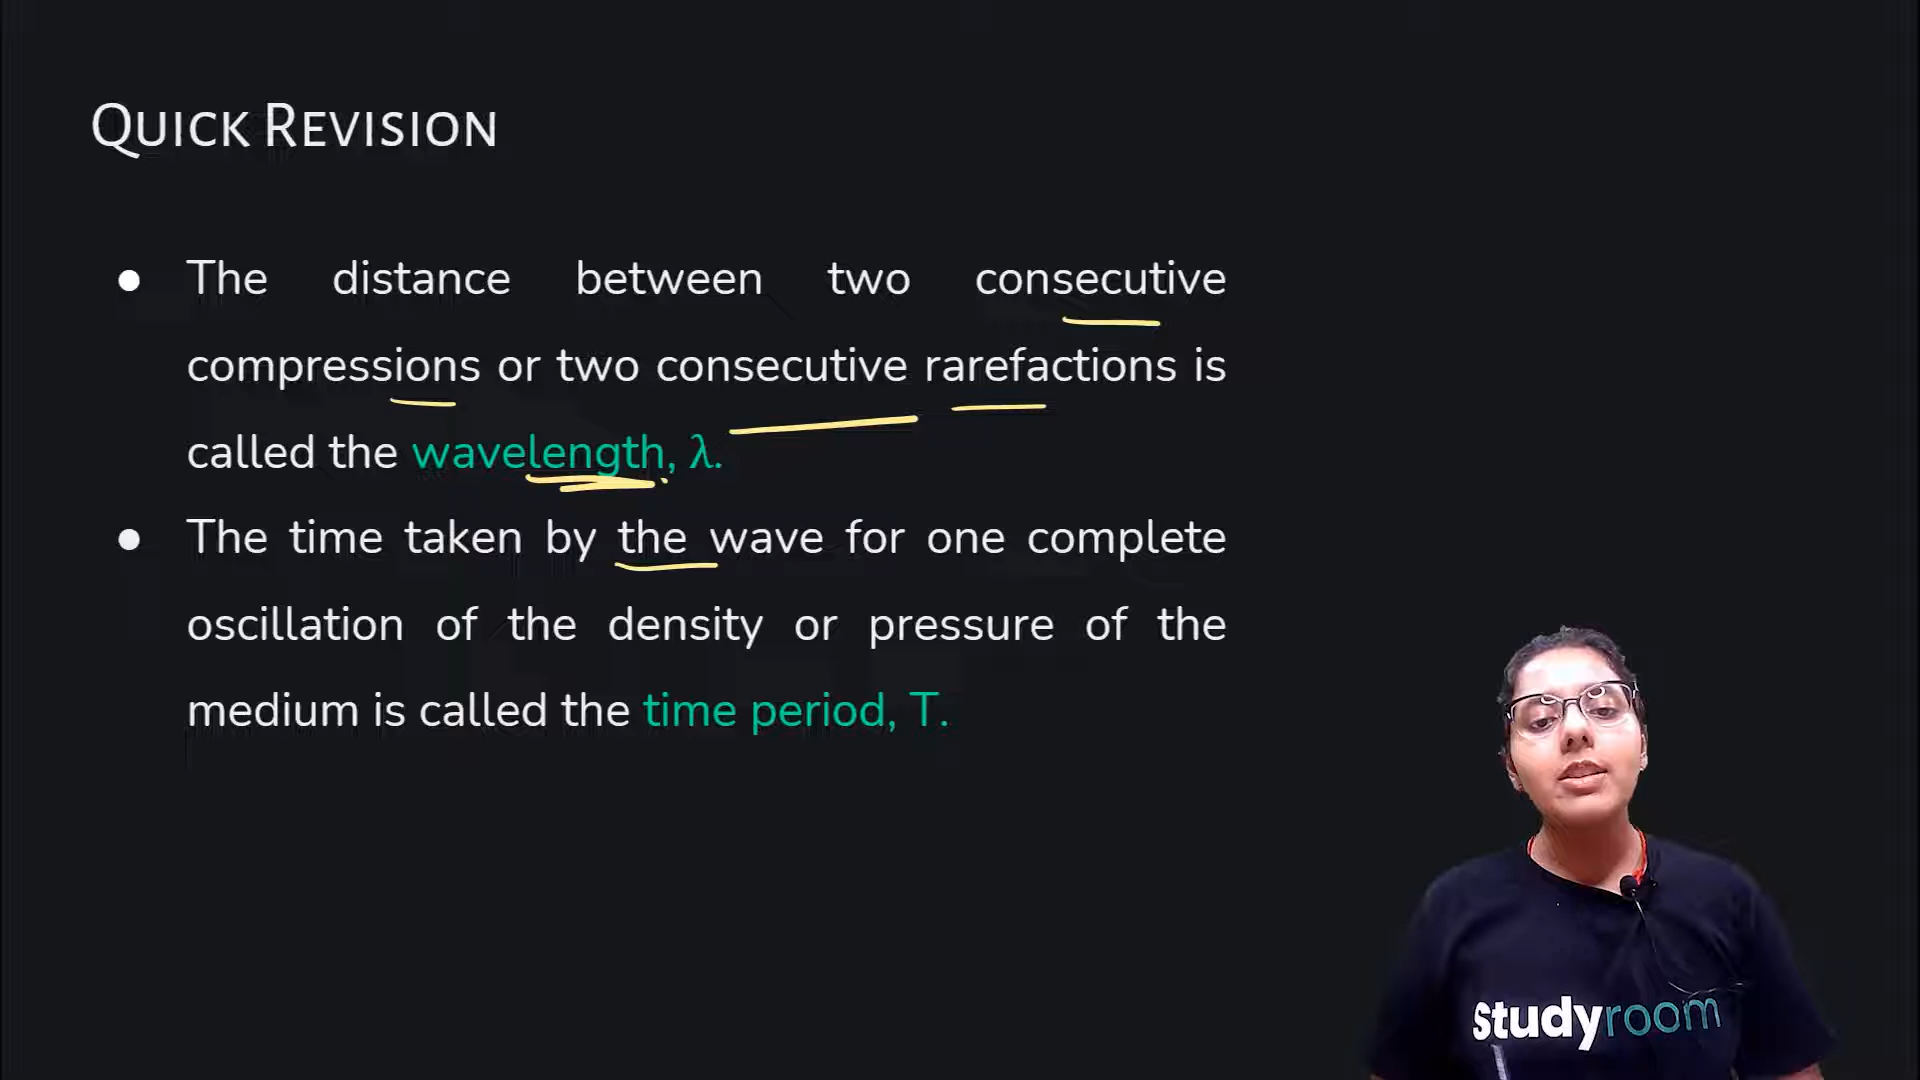 QUICK REVISION
● The distance between two consecutive
compressions or two consecutive rarefactions is
called the wavelength, λ.
● The time taken by the wave for one complete
oscillation of the density or pressure of the
medium is called the time period, T.
Studyroom